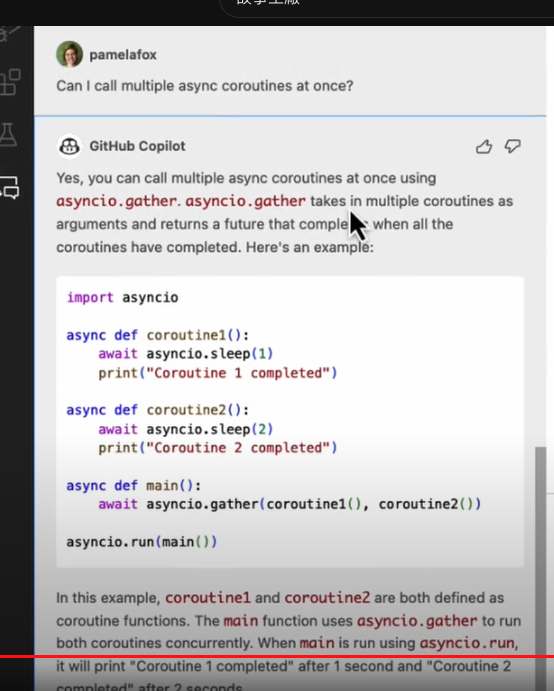 pamelafox
Can I call multiple async coroutines at once?
GitHub Copilot
Yes, you can call multiple async coroutines at once using
asyncio.gather. asyncio.gather takes in multiple coroutines as
arguments and returns a future that comple when all the
coroutines have completed. Here's an example:
import asyncio
async def coroutine1():
    await asyncio.sleep(1)
    print("Coroutine 1 completed")
async def coroutine2():
    await asyncio.sleep(2)
    print("Coroutine 2 completed")
async def main():
    await asyncio.gather(coroutine1(), coroutine2())
asyncio.run(main())
In this example, coroutine1 and coroutine2 are both defined as
coroutine functions. The main function uses asyncio.gather to run
both coroutines concurrently. When main is run using asyncio.run,
it will print "Coroutine 1 completed" after 1 second and "Coroutine 2
completed" after 2 seconds